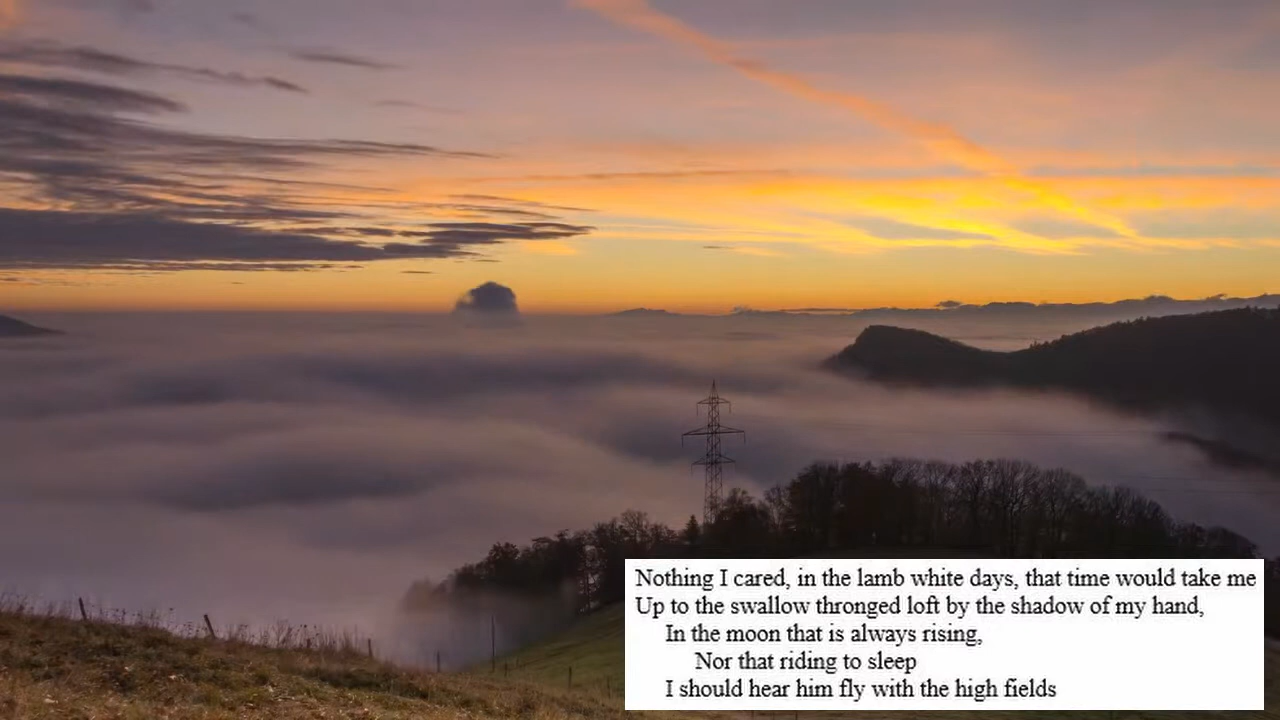 Nothing I cared, in the lamb white days, that time would take me
Up to the swallow thronged loft by the shadow of my hand,
In the moon that is always rising,
Nor that riding to sleep
I should hear him fly with the high fields